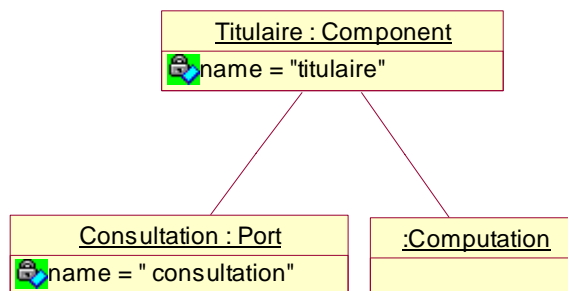 Titulaire : Component
name = "titulaire"
Consultation : Port
name = " consultation"
:Computation